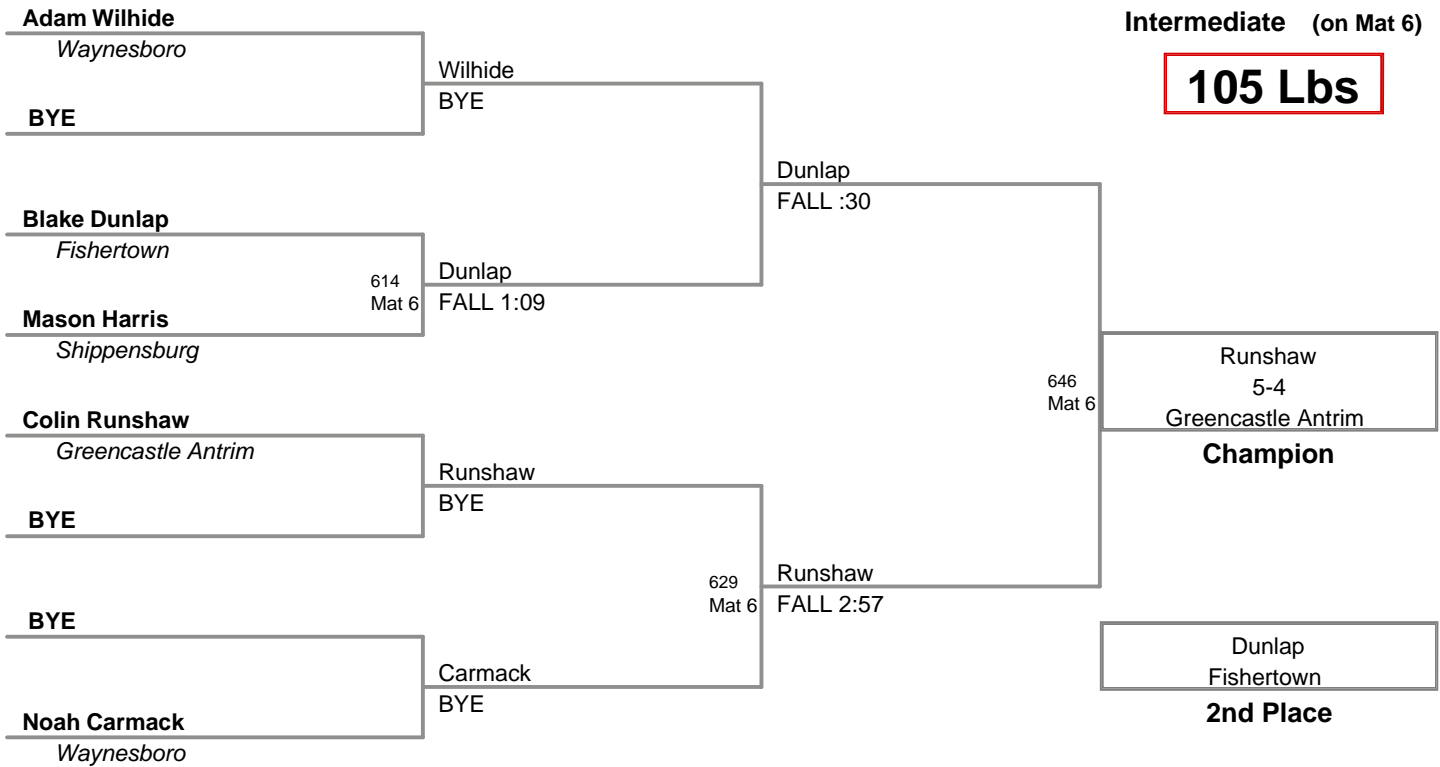 Intermediate (on Mat 6)
105 Lbs
Adam Wilhide
Waynesboro
BYE
Wilhide
BYE
Blake Dunlap
Fishertown
Mason Harris
Shippensburg
614
Mat 6
Dunlap
FALL 1:09
Dunlap
FALL :30
Colin Runshaw
Greencastle Antrim
BYE
Runshaw
BYE
BYE
Noah Carmack
Waynesboro
Carmack
BYE
629
Mat 6
Runshaw
FALL 2:57
646
Mat 6
Runshaw
5-4
Greencastle Antrim
Champion
Dunlap
Fishertown
2nd Place